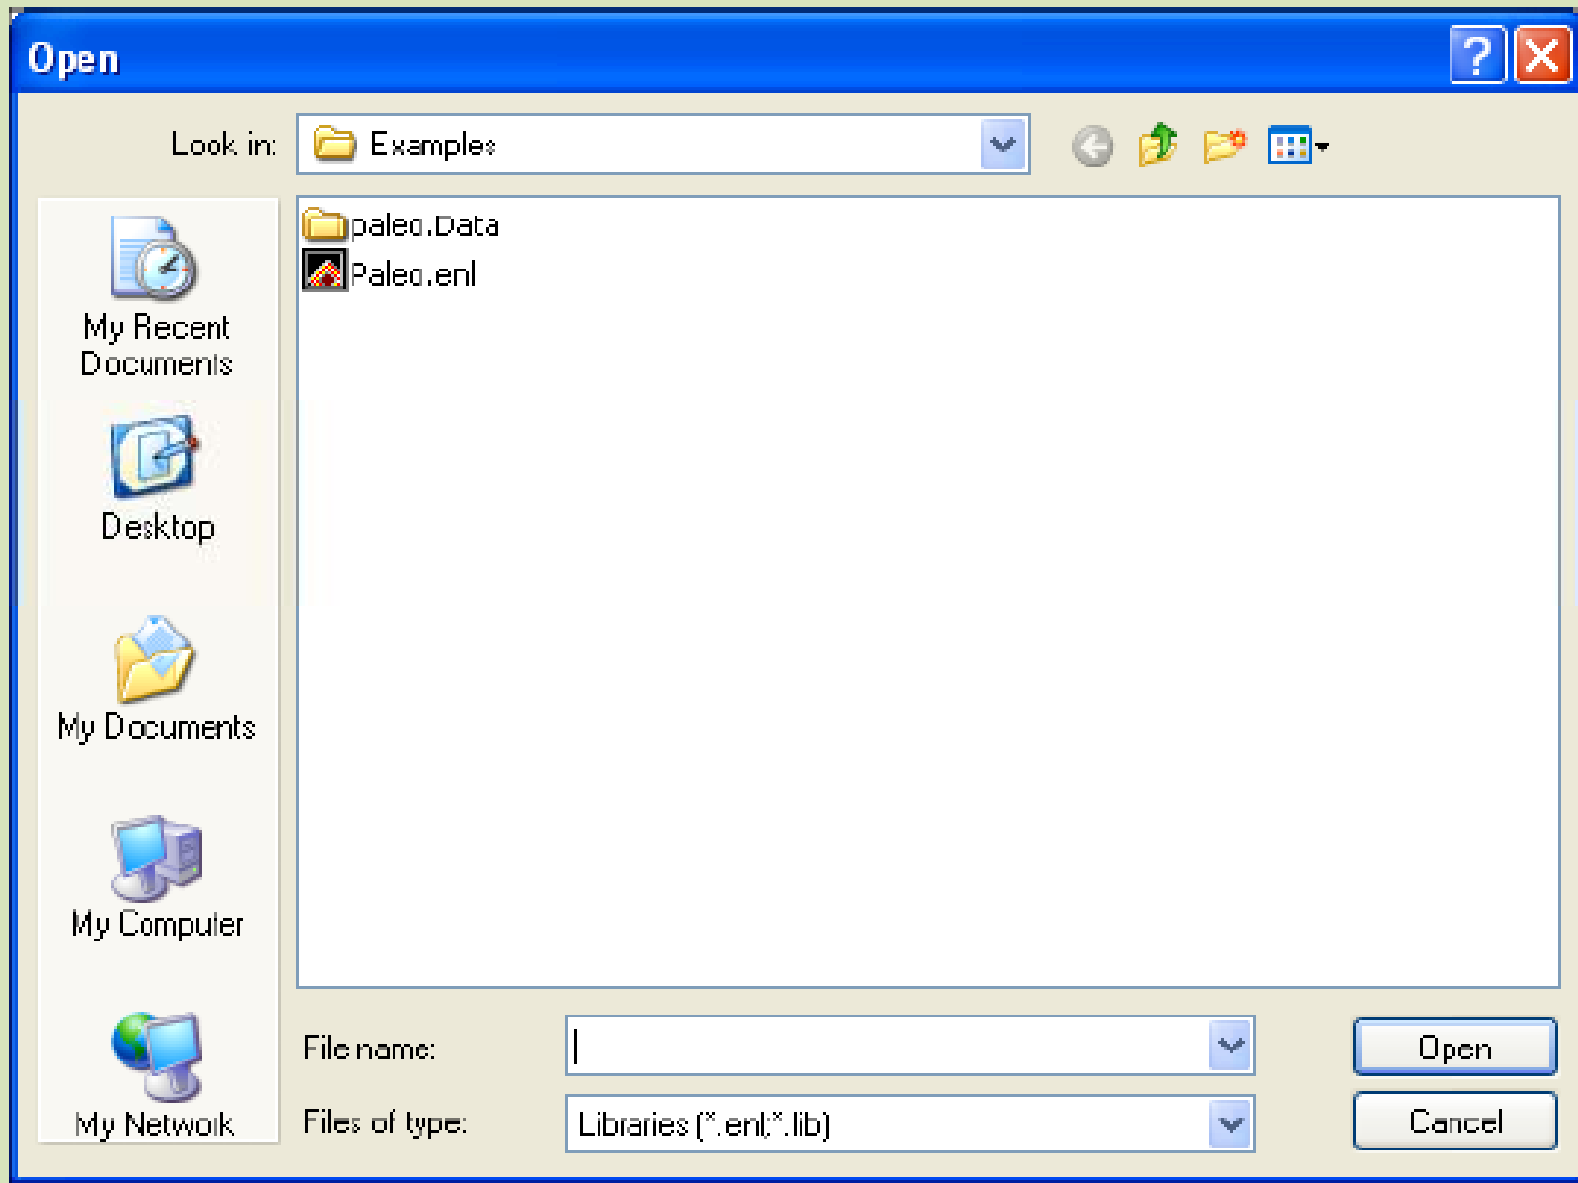 Open
Look in: Examples
paleo.Data
Paleo.enl
My Recent
Documents
Desktop
My Documents
My Computer
My Network
File name:
Open
Files of type: Libraries (*.enl;*.lib)
Cancel